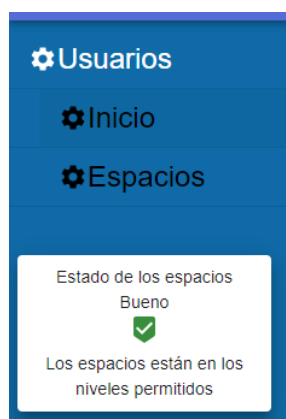 Usuarios
Inicio
Espacios
Estado de los espacios
Bueno
Los espacios están en los
niveles permitidos